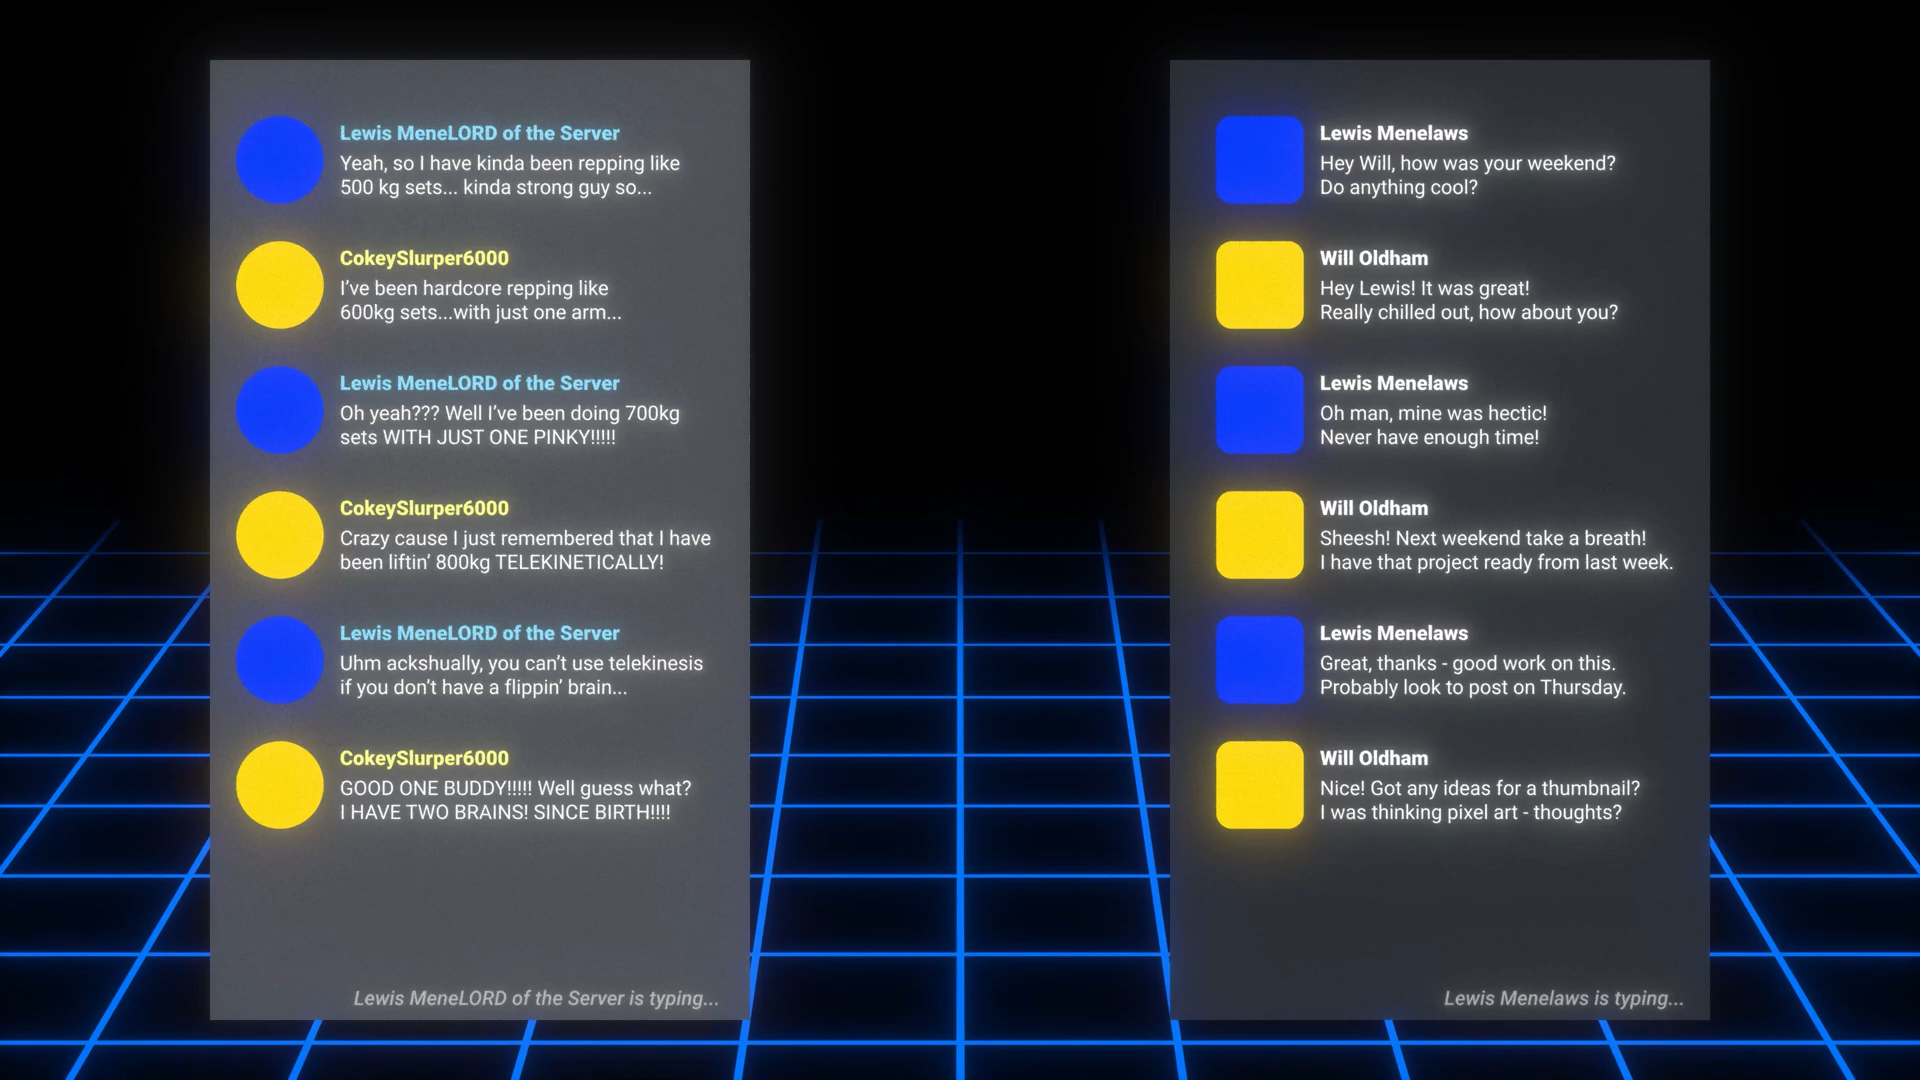 Lewis MeneLORD of the Server
Yeah, so I have kinda been repping like
500 kg sets... kinda strong guy so...
CokeySlurper6000
I've been hardcore repping like
600kg sets...with just one arm...
Lewis MeneLORD of the Server
Oh yeah??? Well I've been doing 700kg
sets WITH JUST ONE PINKY!!!!!
CokeySlurper6000
Crazy cause I just remembered that I have
been liftin' 800kg TELEKINETICALLY!
Lewis MeneLORD of the Server
Uhm ackshually, you can't use telekinesis
if you don't have a flippin' brain...
CokeySlurper6000
GOOD ONE BUDDY!!!!! Well guess what?
I HAVE TWO BRAINS! SINCE BIRTH!!!!
Lewis MeneLORD of the Server is typing...
Lewis Menelaws
Hey Will, how was your weekend?
Do anything cool?
Will Oldham
Hey Lewis! It was great!
Really chilled out, how about you?
Lewis Menelaws
Oh man, mine was hectic!
Never have enough time!
Will Oldham
Sheesh! Next weekend take a breath!
I have that project ready from last week.
Lewis Menelaws
Great, thanks - good work on this.
Probably look to post on Thursday.
Will Oldham
Nice! Got any ideas for a thumbnail?
I was thinking pixel art - thoughts?
Lewis Menelaws is typing...